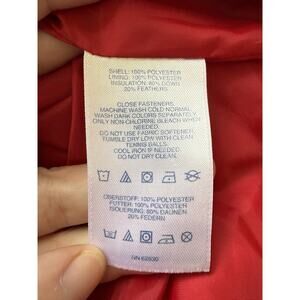 SHELL: 100% POLYESTER
LINING: 100% POLYESTER
INSULATION: 80% DOWN
20% FEATHERS
CLOSE FASTENERS.
MACHINE WASH COLD NORMAL.
WASH DARK COLORS SEPARATELY.
ONLY NON-CHLORINE BLEACH WHEN
NEEDED.
DO NOT USE FABRIC SOFTENER.
TUMBLE DRY LOW WITH CLEAN
TENNIS BALLS.
COOL IRON IF NEEDED.
DO NOT DRY CLEAN.
OBERSTOFF: 100% POLYESTER
FUTTER: 100% POLYESTER
ISOLIERUNG: 80% DAUNEN
20% FEDERN
RN 62830